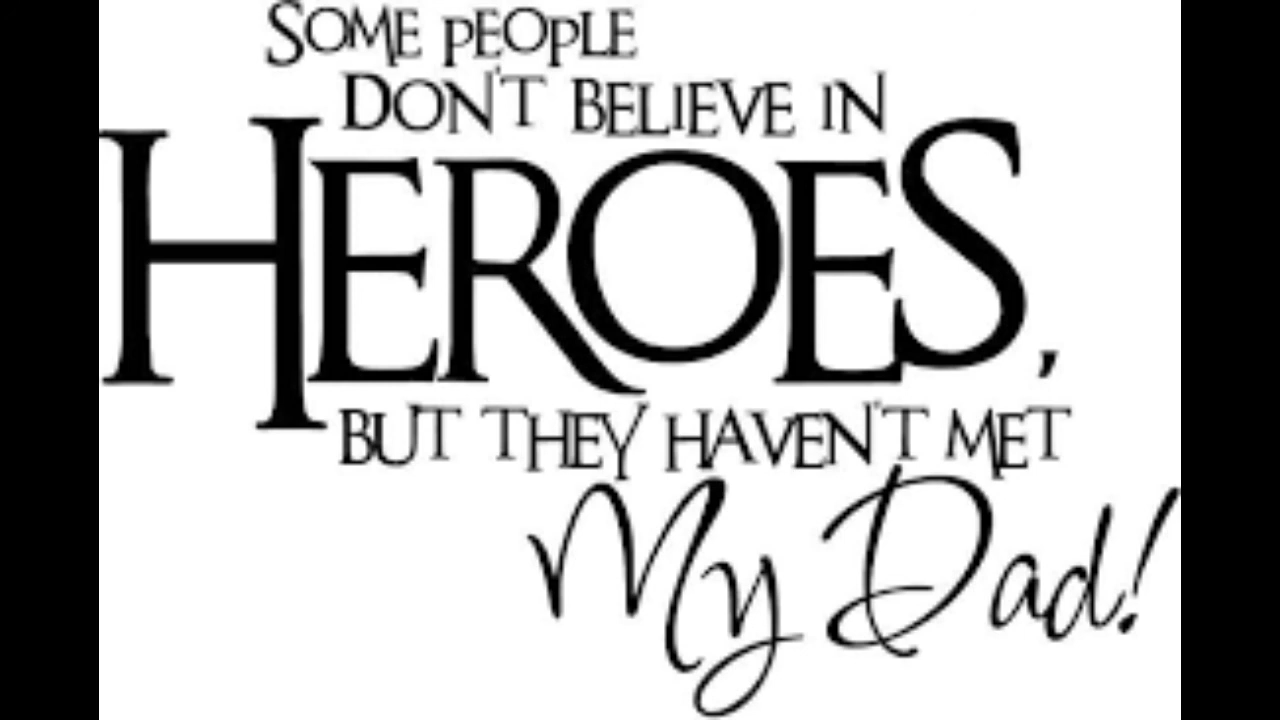 SOME PEOPLE
DON'T BELIEVE IN
HEROES,
BUT THEY HAVEN'T MET
My Dad!